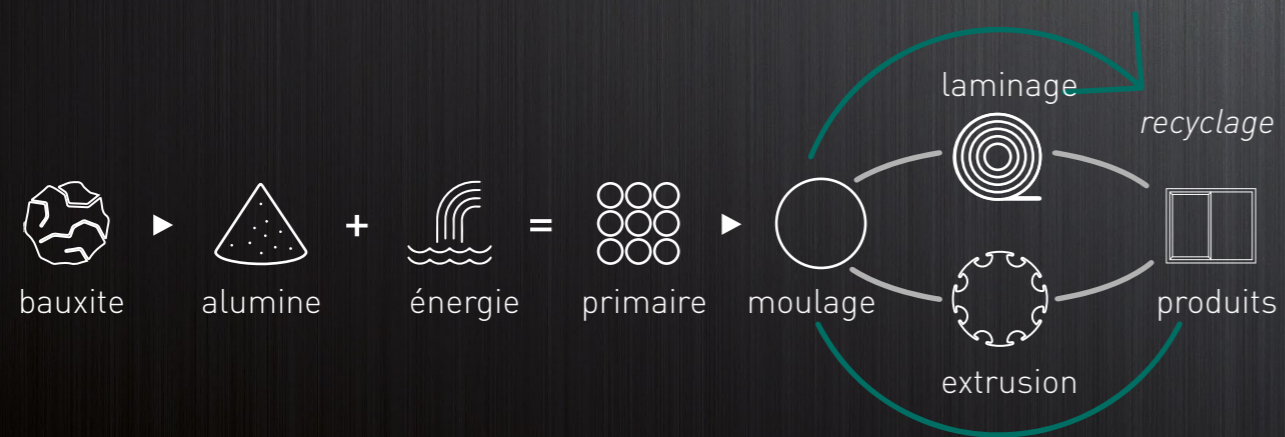 laminage
recyclage
+
=
bauxite
alumine
énergie
primaire
moulage
produits
extrusion